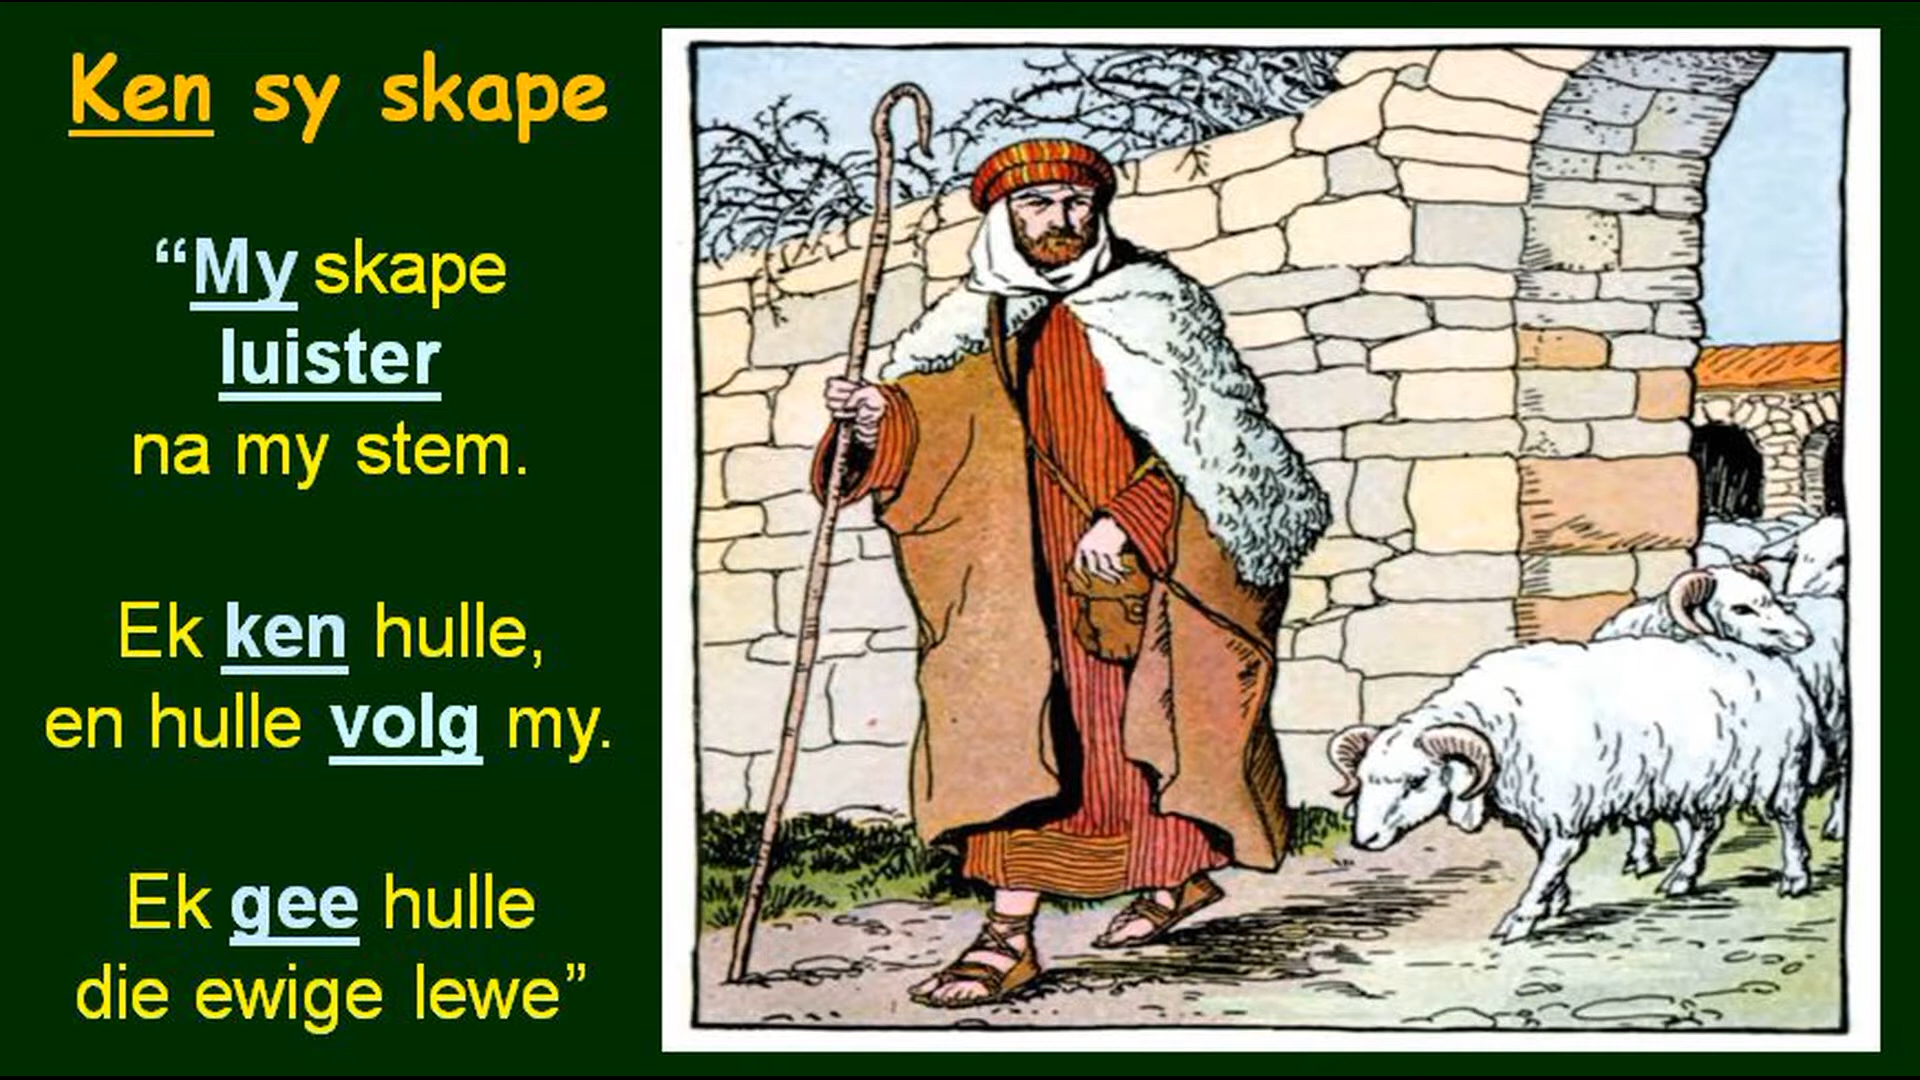 Ken sy skape
“My skape
luister
na my stem.
Ek ken hulle,
en hulle volg my.
Ek gee hulle
die ewige lewe”